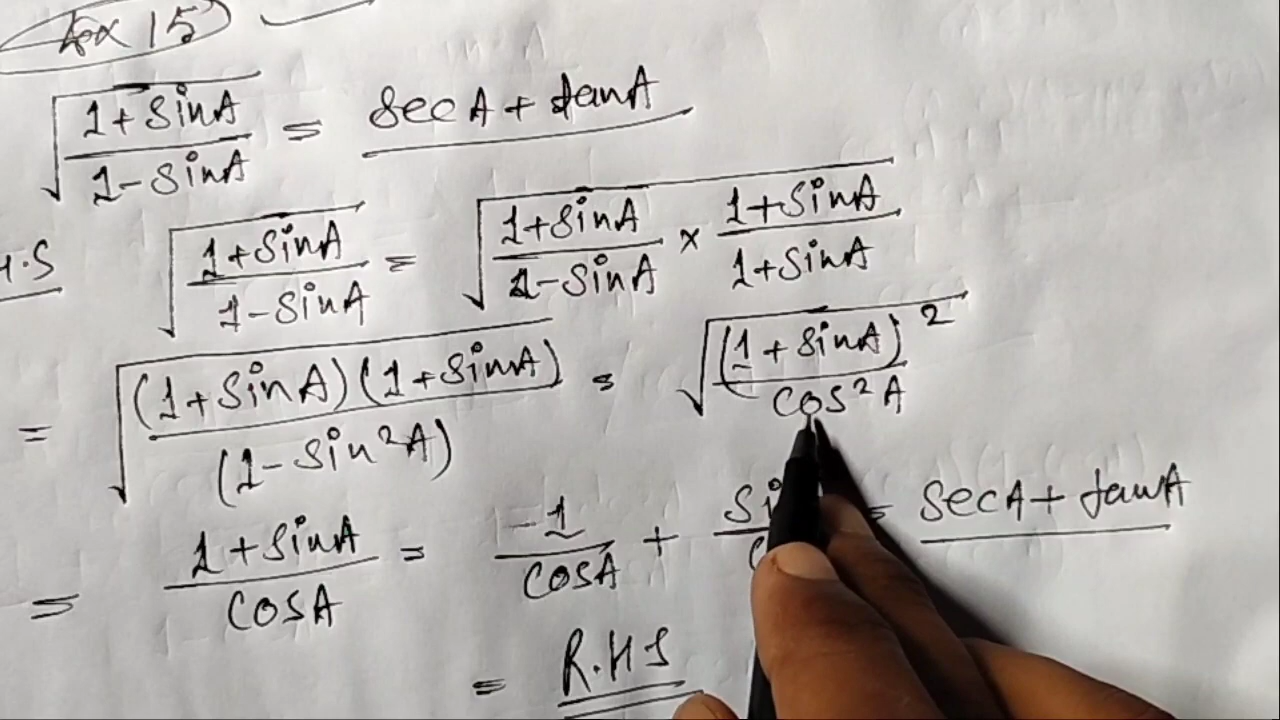 Ex 15
√((1+SinA)/(1-SinA)) = SecA + tanA
H.S √((1+SinA)/(1-SinA)) = √((1+SinA)/(1-SinA) × (1+SinA)/(1+SinA))
= √((1+SinA)(1+SinA)/(1-Sin²A)) = √((1+SinA)²/COS²A)
= (1+SinA)/COSA = -1/COSA + = SecA + tanA
= R.HS